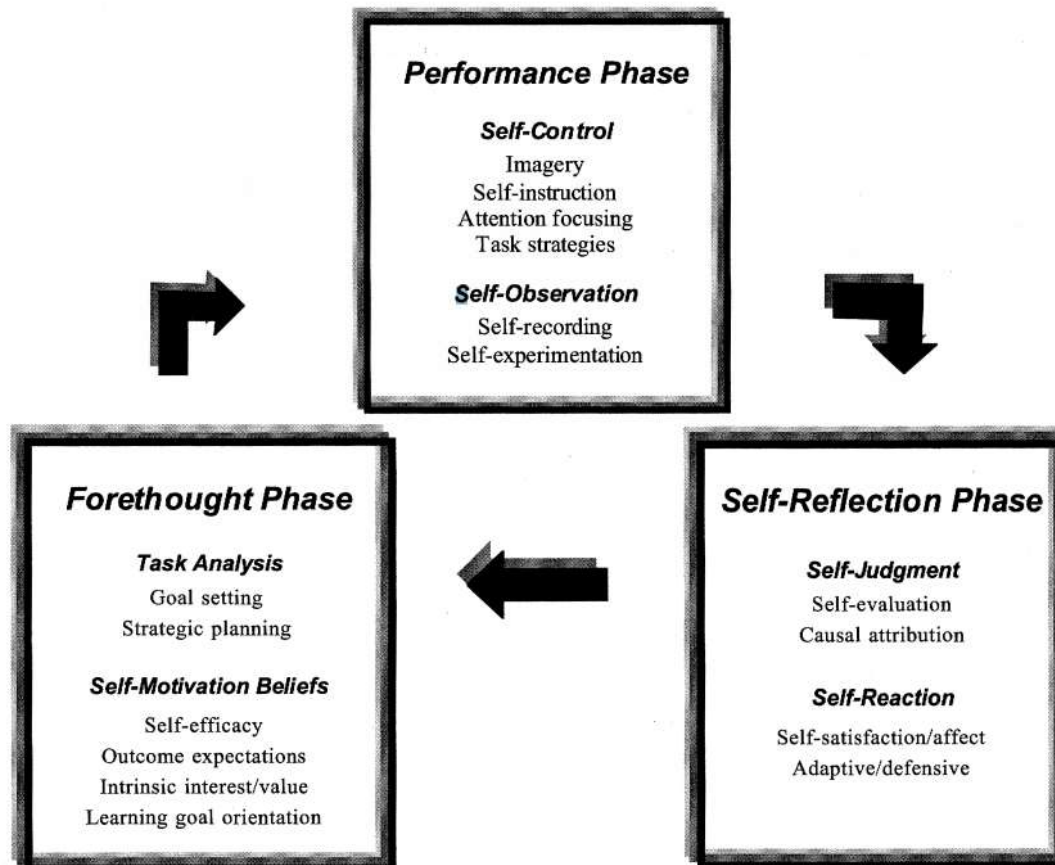 Performance Phase
Self-Control
Imagery
Self-instruction
Attention focusing
Task strategies
Self-Observation
Self-recording
Self-experimentation
Forethought Phase
Task Analysis
Goal setting
Strategic planning
Self-Motivation Beliefs
Self-efficacy
Outcome expectations
Intrinsic interest/value
Learning goal orientation
Self-Reflection Phase
Self-Judgment
Self-evaluation
Causal attribution
Self-Reaction
Self-satisfaction/affect
Adaptive/defensive